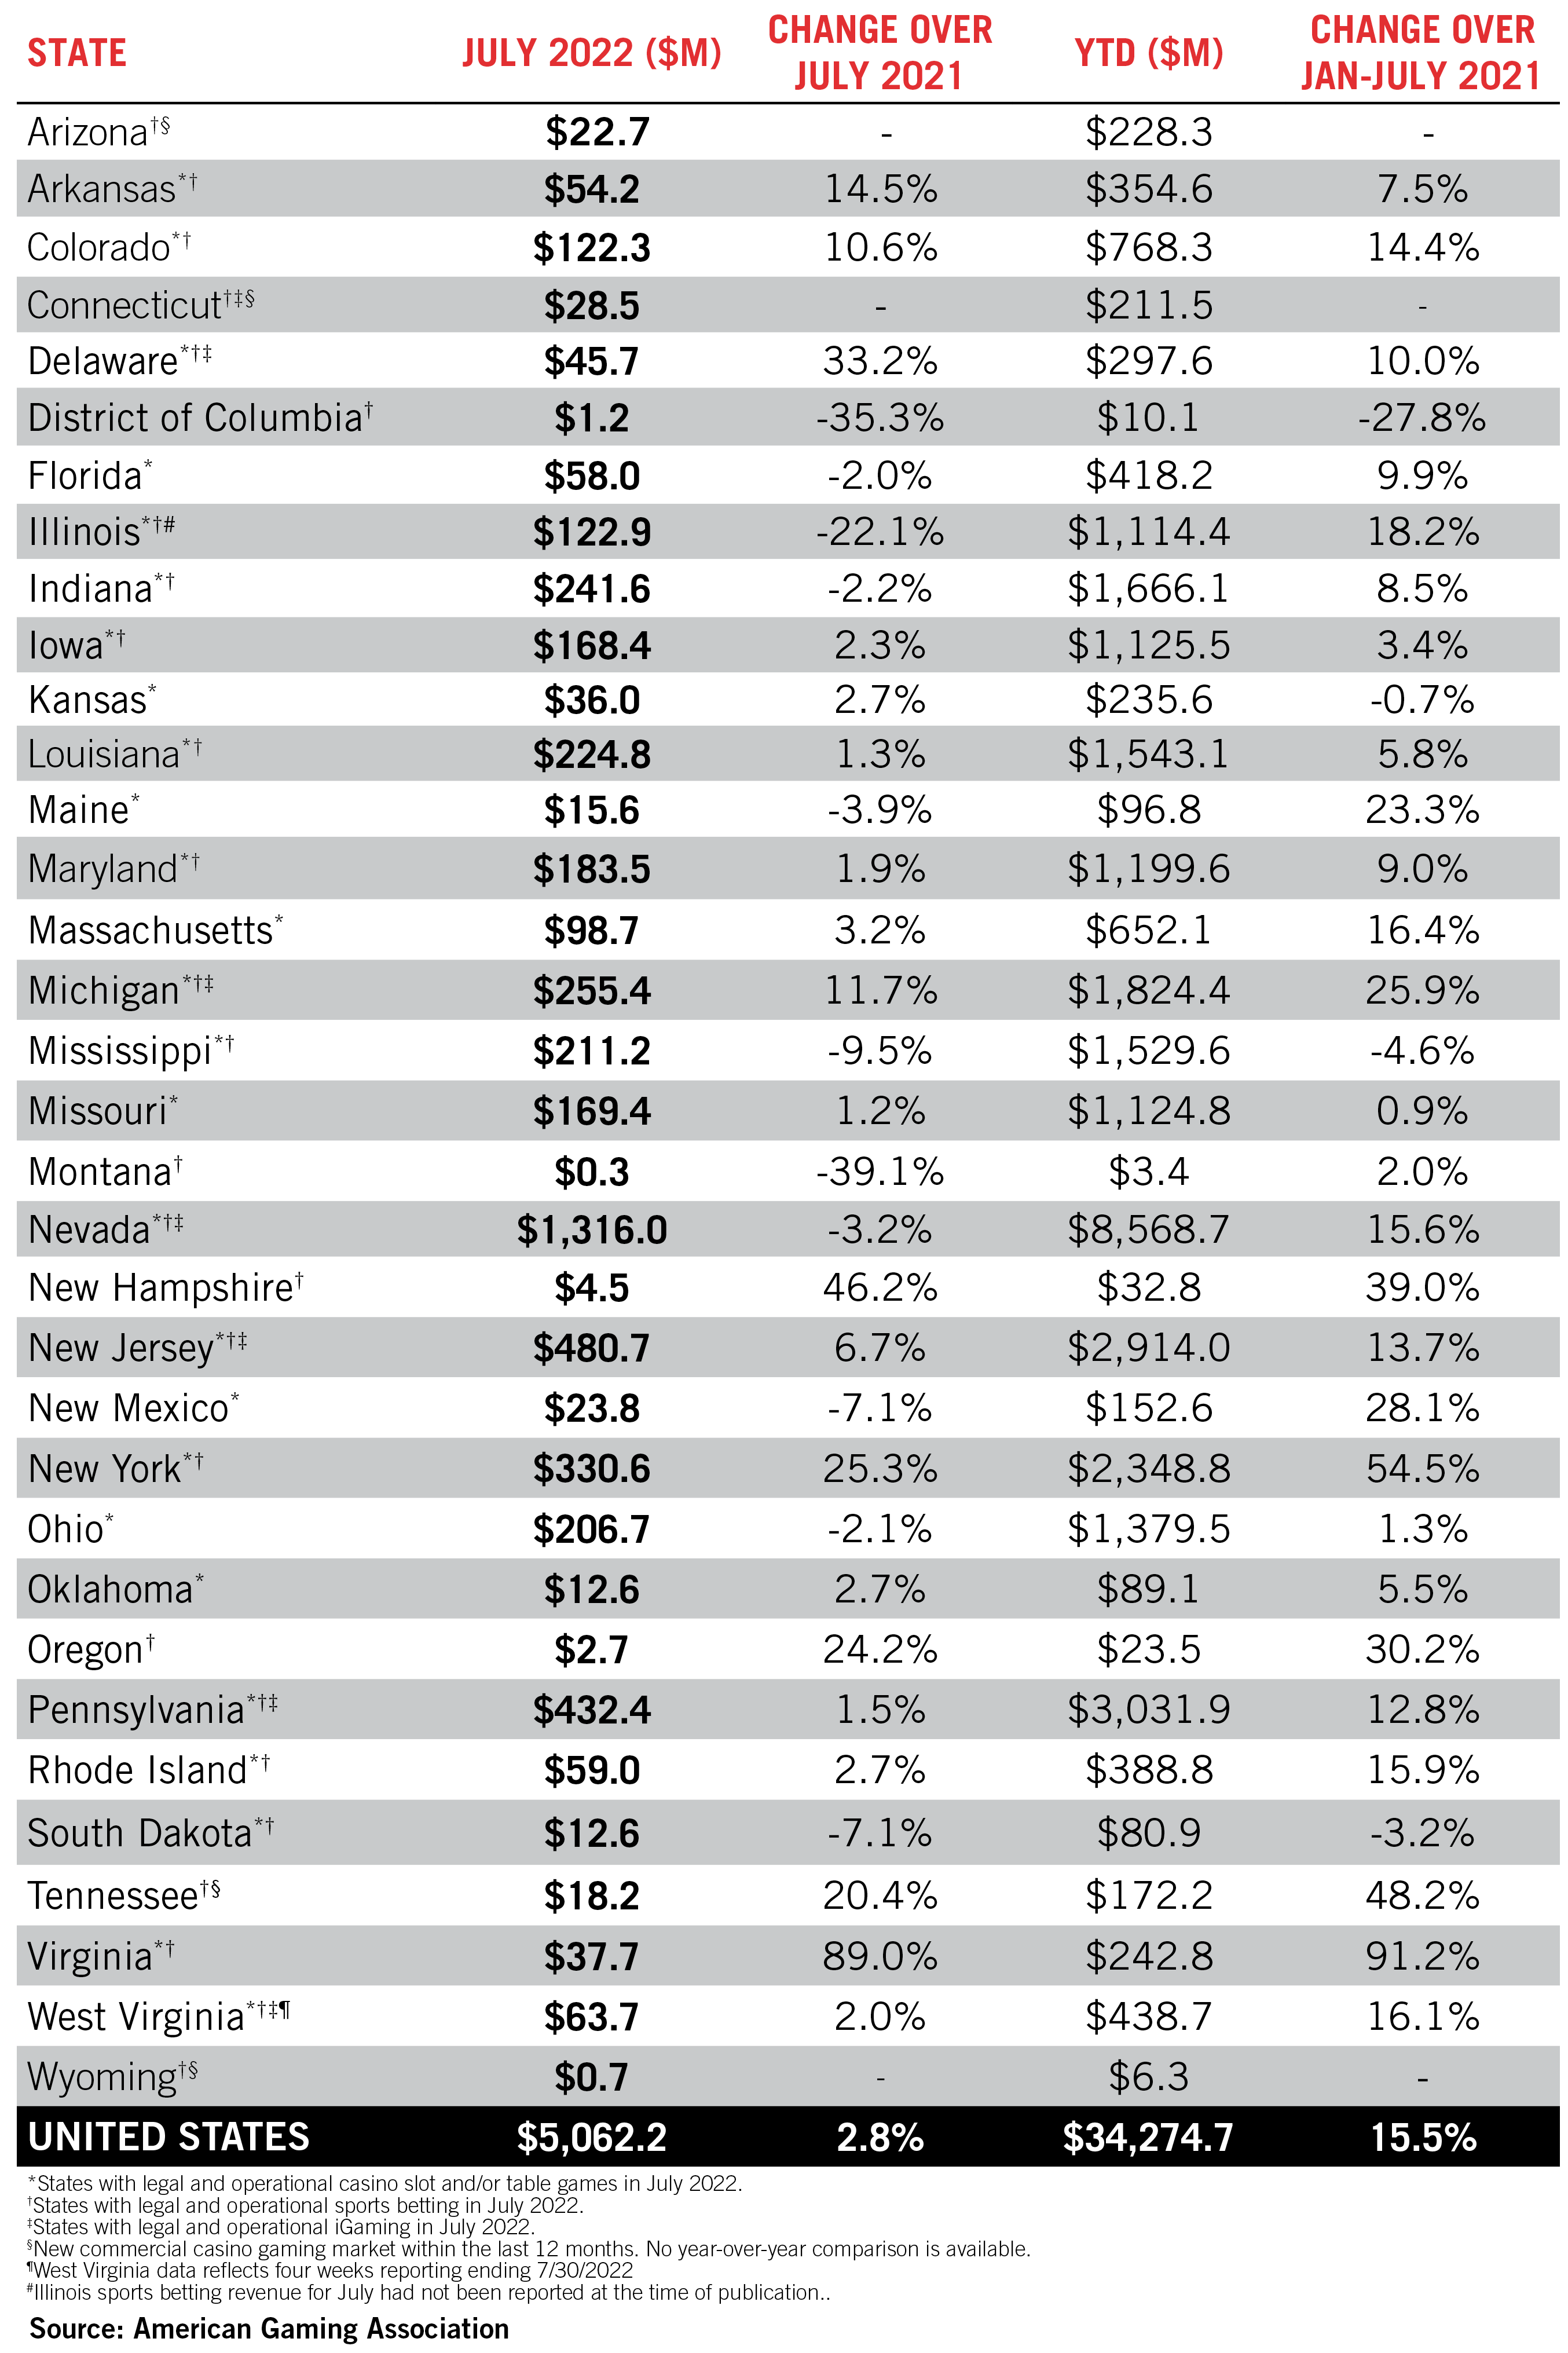 STATE JULY 2022 ($M) CHANGE OVER JULY 2021 YTD ($M) CHANGE OVER JAN-JULY 2021
Arizona†§ $22.7 - $228.3 -
Arkansas*† $54.2 14.5% $354.6 7.5%
Colorado*† $122.3 10.6% $768.3 14.4%
Connecticut†‡§ $28.5 - $211.5 -
Delaware*†‡ $45.7 33.2% $297.6 10.0%
District of Columbia† $1.2 -35.3% $10.1 -27.8%
Florida* $58.0 -2.0% $418.2 9.9%
Illinois*†# $122.9 -22.1% $1,114.4 18.2%
Indiana*† $241.6 -2.2% $1,666.1 8.5%
Iowa*† $168.4 2.3% $1,125.5 3.4%
Kansas* $36.0 2.7% $235.6 -0.7%
Louisiana*† $224.8 1.3% $1,543.1 5.8%
Maine* $15.6 -3.9% $96.8 23.3%
Maryland*† $183.5 1.9% $1,199.6 9.0%
Massachusetts* $98.7 3.2% $652.1 16.4%
Michigan*†‡ $255.4 11.7% $1,824.4 25.9%
Mississippi*† $211.2 -9.5% $1,529.6 -4.6%
Missouri* $169.4 1.2% $1,124.8 0.9%
Montana† $0.3 -39.1% $3.4 2.0%
Nevada*†‡ $1,316.0 -3.2% $8,568.7 15.6%
New Hampshire† $4.5 46.2% $32.8 39.0%
New Jersey*†‡ $480.7 6.7% $2,914.0 13.7%
New Mexico* $23.8 -7.1% $152.6 28.1%
New York*† $330.6 25.3% $2,348.8 54.5%
Ohio* $206.7 -2.1% $1,379.5 1.3%
Oklahoma* $12.6 2.7% $89.1 5.5%
Oregon† $2.7 24.2% $23.5 30.2%
Pennsylvania*†‡ $432.4 1.5% $3,031.9 12.8%
Rhode Island*† $59.0 2.7% $388.8 15.9%
South Dakota*† $12.6 -7.1% $80.9 -3.2%
Tennessee†§ $18.2 20.4% $172.2 48.2%
Virginia*† $37.7 89.0% $242.8 91.2%
West Virginia*†‡¶ $63.7 2.0% $438.7 16.1%
Wyoming†§ $0.7 - $6.3 -
UNITED STATES $5,062.2 2.8% $34,274.7 15.5%
*States with legal and operational casino slot and/or table games in July 2022.
†States with legal and operational sports betting in July 2022.
‡States with legal and operational iGaming in July 2022.
§New commercial casino gaming market within the last 12 months. No year-over-year comparison is available.
¶West Virginia data reflects four weeks reporting ending 7/30/2022
#Illinois sports betting revenue for July had not been reported at the time of publication..
Source: American Gaming Association